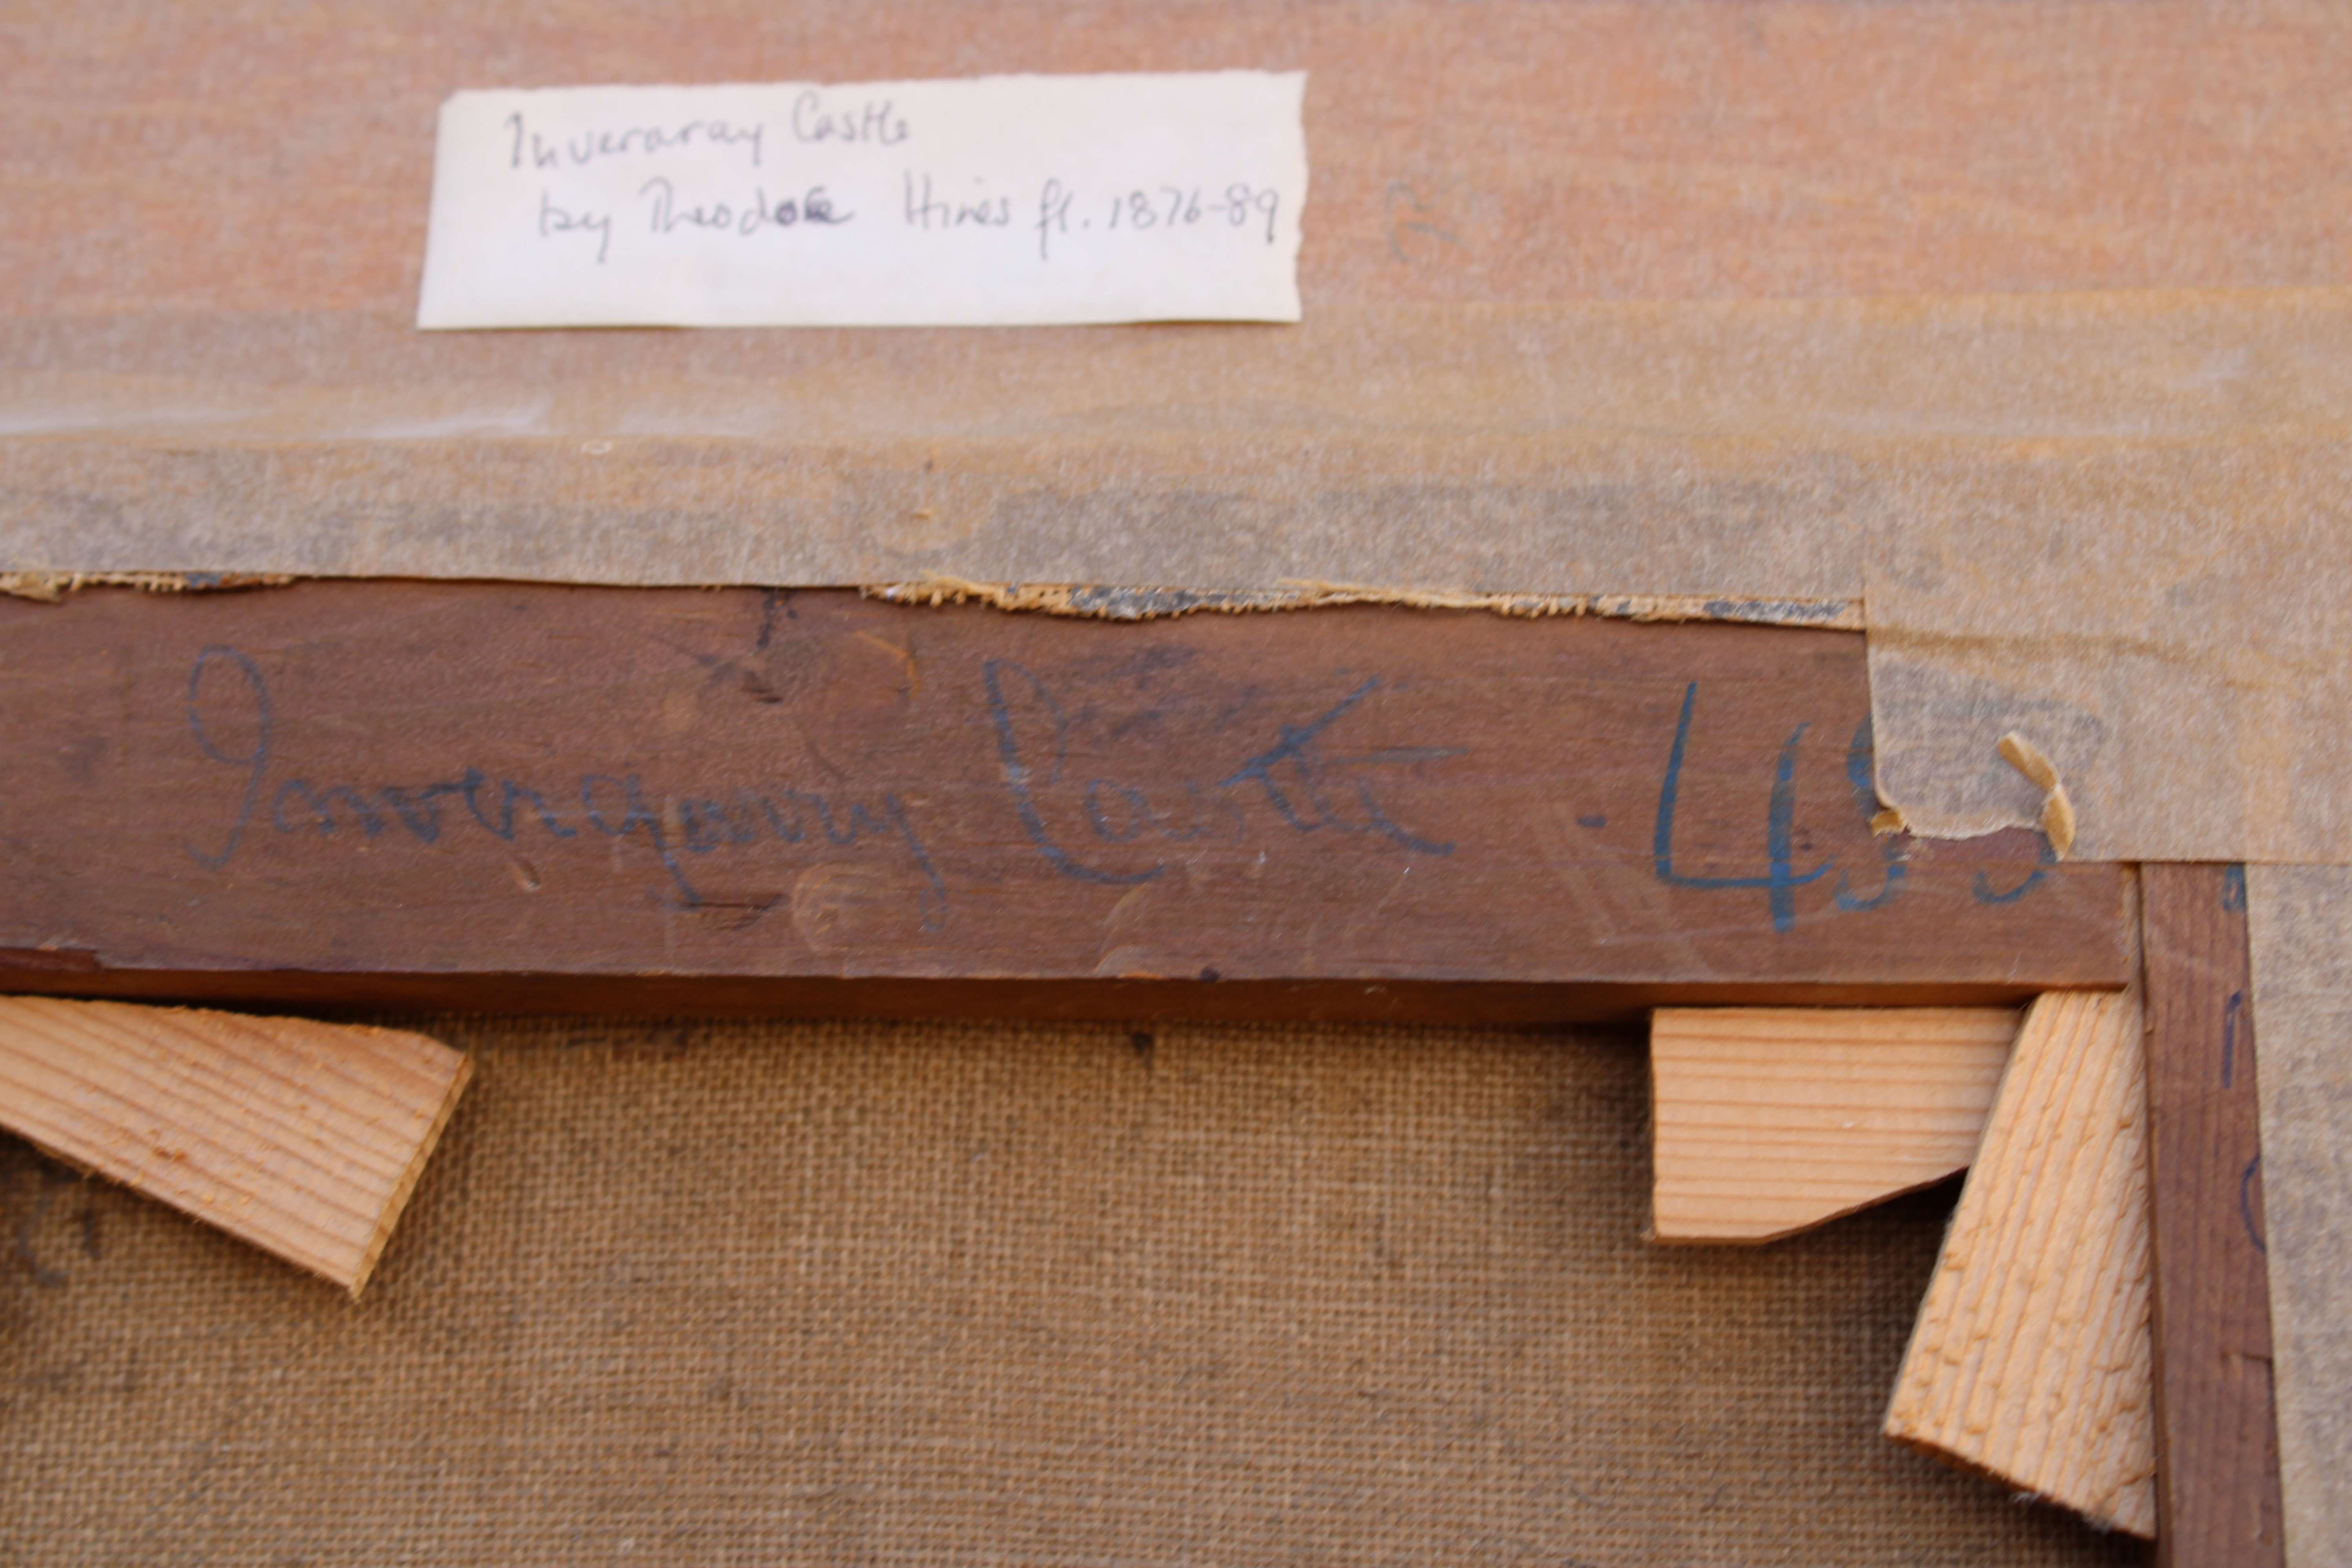 Inveraray Castle
by Theodore Hines fl. 1876-89
Invergarry Castle